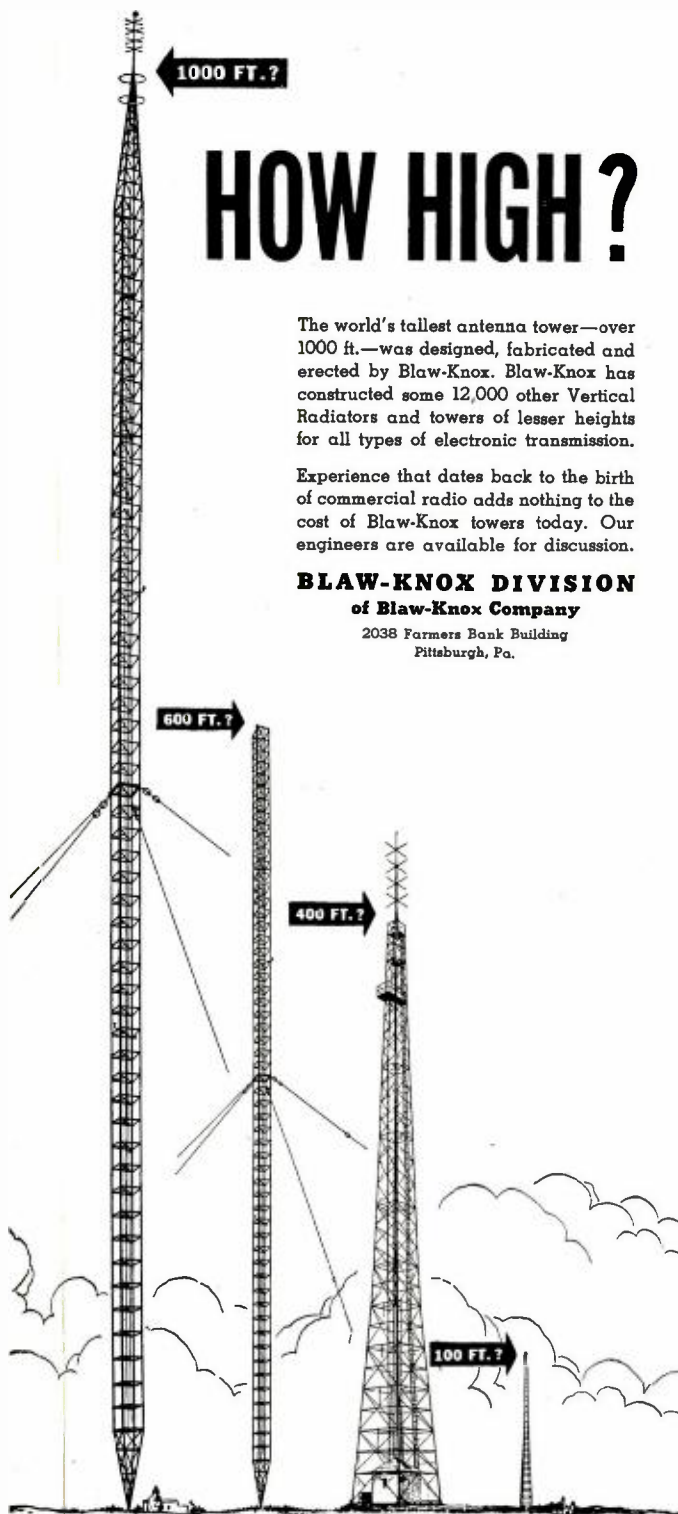 1000 FT.?
HOW HIGH?
The world's tallest antenna tower—over
1000 ft.—was designed, fabricated and
erected by Blaw-Knox. Blaw-Knox has
constructed some 12,000 other Vertical
Radiators and towers of lesser heights
for all types of electronic transmission.
Experience that dates back to the birth
of commercial radio adds nothing to the
cost of Blaw-Knox towers today. Our
engineers are available for discussion.
BLAW-KNOX DIVISION
of Blaw-Knox Company
2038 Farmers Bank Building
Pittsburgh, Pa.
600 FT.?
400 FT.?
100 FT.?